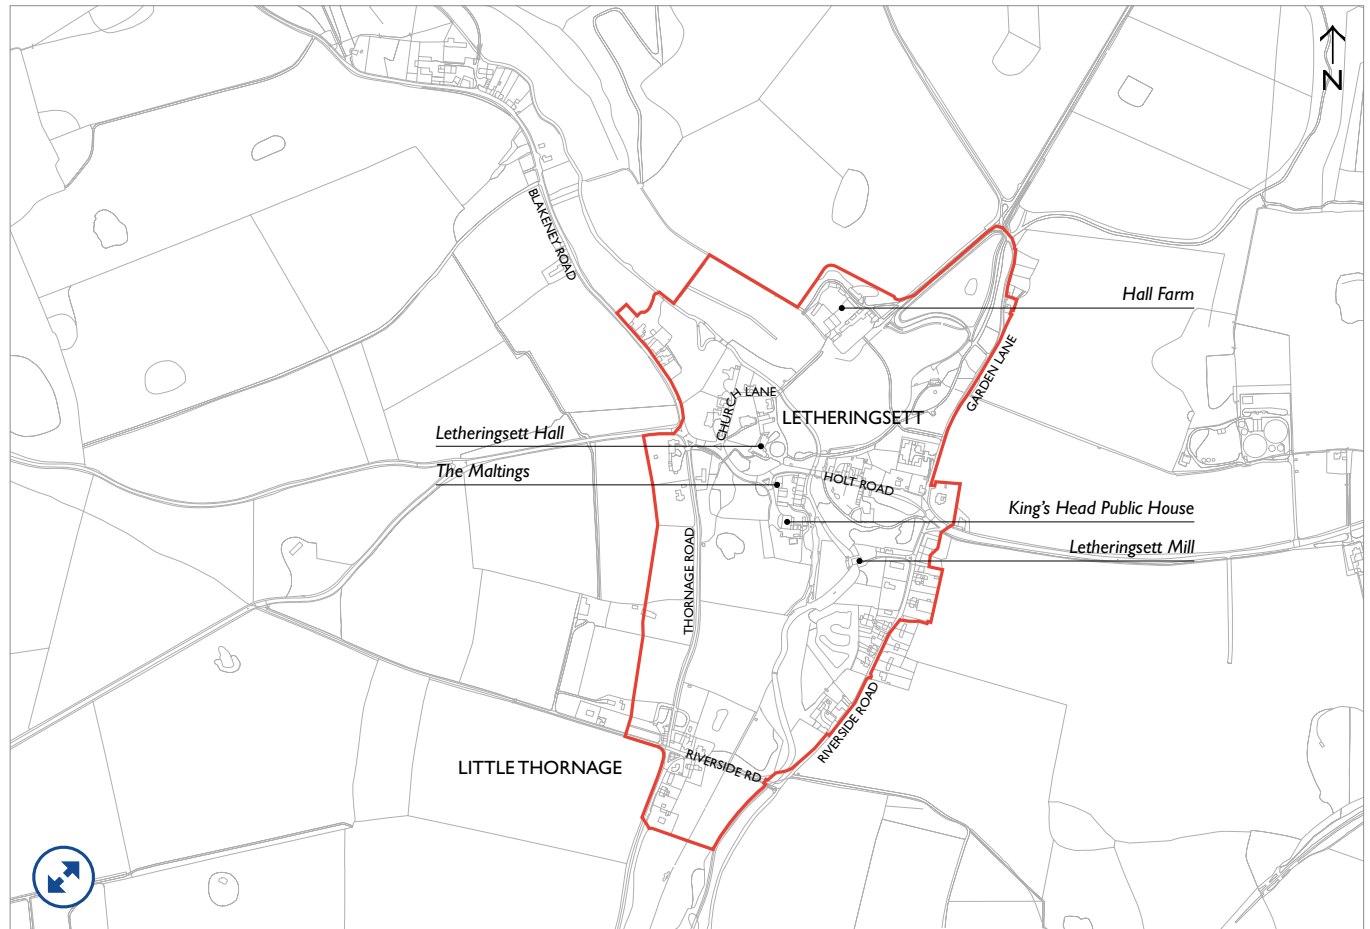 N
BLAKENEY ROAD
Hall Farm
GARDEN LANE
CHURCH LANE
LETHERINGSETT
Letheringsett Hall
The Maltings
HOLT ROAD
King's Head Public House
Letheringsett Mill
THORNAGE ROAD
RIVERSIDE ROAD
RIVERSIDE RD
LITTLE THORNAGE